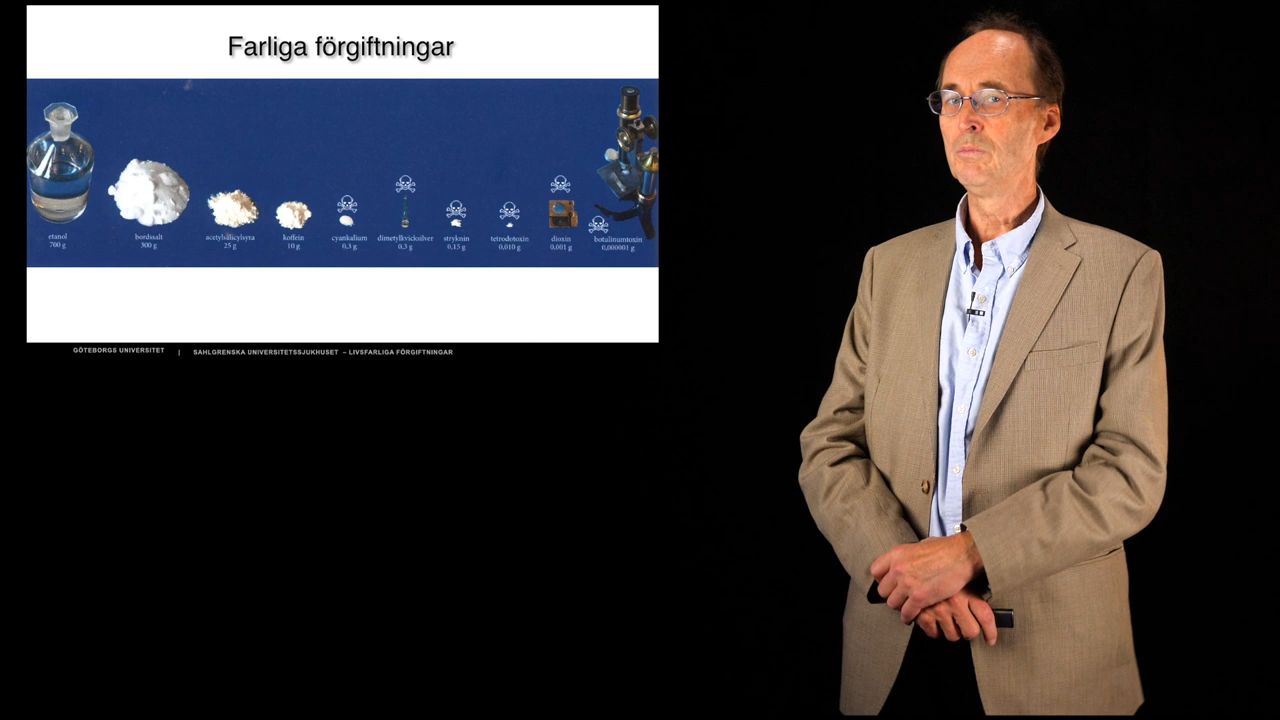 Farliga förgiftningar
etanol
700 g
bordssalt
300 g
acetylsalicylsyra
25 g
koffein
10 g
cyankalium
0,3 g
dimetylkvicksilver
0,3 g
stryknin
0,15 g
tetrodotoxin
0,010 g
dioxin
0,001 g
botulinumtoxin
0,000001 g
GÖTEBORGS UNIVERSITET | SAHLGRENSKA UNIVERSITETSSJUKHUSET – LIVSFARLIGA FÖRGIFTNINGAR